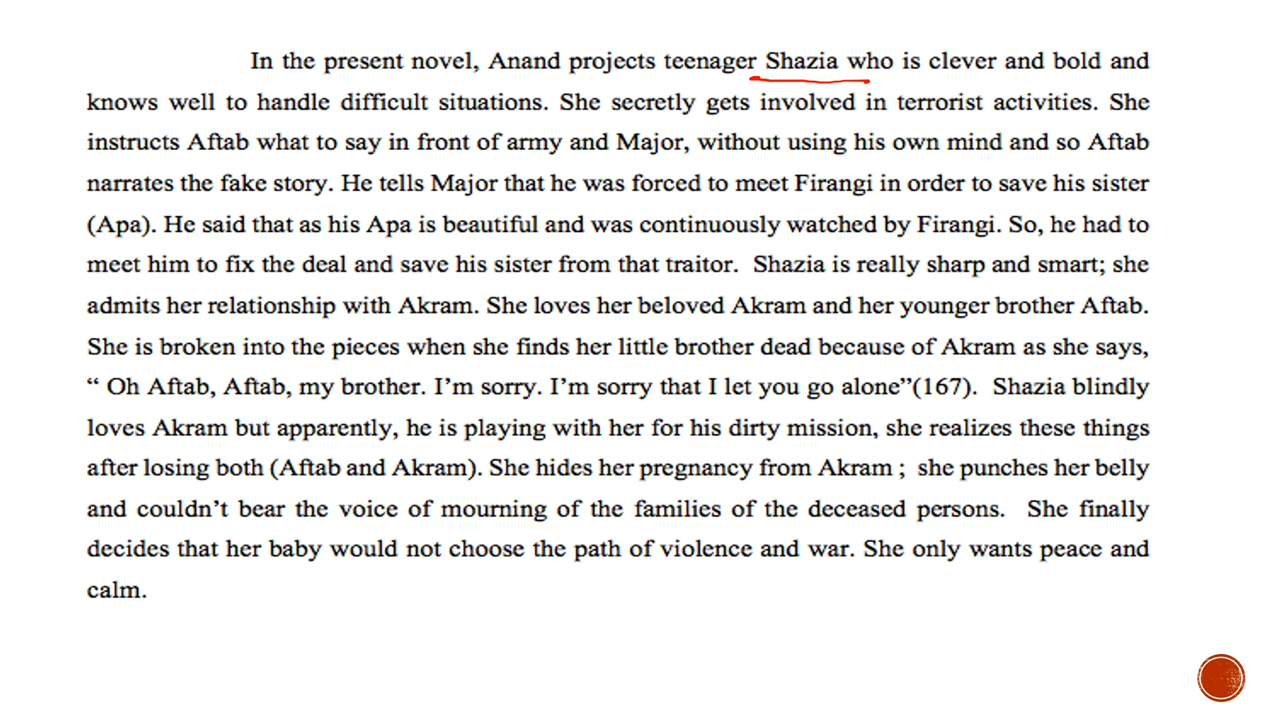 In the present novel, Anand projects teenager Shazia who is clever and bold and
knows well to handle difficult situations. She secretly gets involved in terrorist activities. She
instructs Aftab what to say in front of army and Major, without using his own mind and so Aftab
narrates the fake story. He tells Major that he was forced to meet Firangi in order to save his sister
(Apa). He said that as his Apa is beautiful and was continuously watched by Firangi. So, he had to
meet him to fix the deal and save his sister from that traitor.  Shazia is really sharp and smart; she
admits her relationship with Akram. She loves her beloved Akram and her younger brother Aftab.
She is broken into the pieces when she finds her little brother dead because of Akram as she says,
“ Oh Aftab, Aftab, my brother. I’m sorry. I’m sorry that I let you go alone”(167).  Shazia blindly
loves Akram but apparently, he is playing with her for his dirty mission, she realizes these things
after losing both (Aftab and Akram). She hides her pregnancy from Akram ;  she punches her belly
and couldn’t bear the voice of mourning of the families of the deceased persons.  She finally
decides that her baby would not choose the path of violence and war. She only wants peace and
calm.